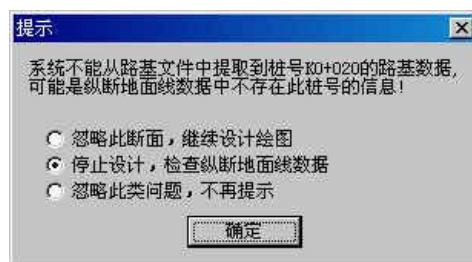 提示
系统不能从路基文件中提取到桩号K0+020的路基数据,
可能是纵断地面线数据中不存在此桩号的信息!
忽略此断面，继续设计绘图
停止设计，检查纵断地面线数据
忽略此类问题，不再提示
确定